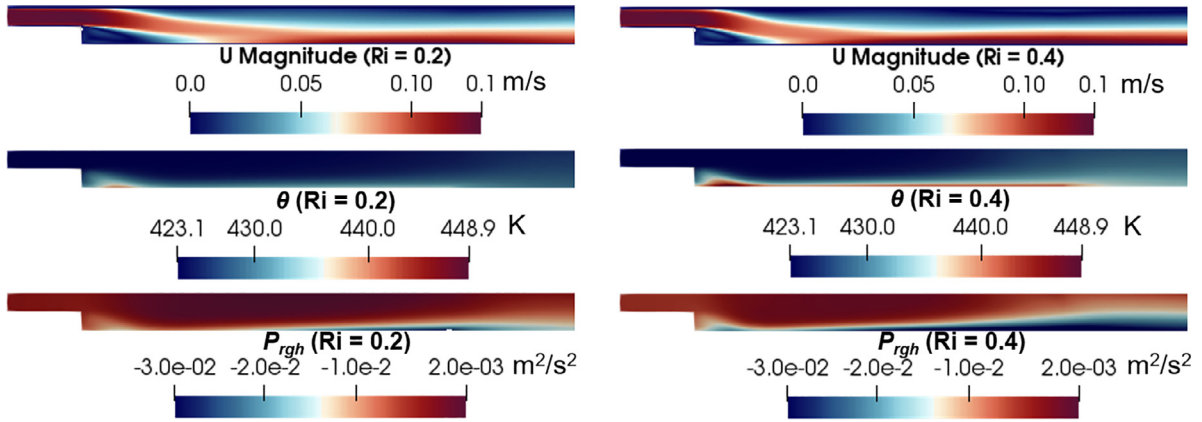 U Magnitude (Ri = 0.2)
0.0 0.05 0.10 0.1 m/s
θ (Ri = 0.2)
423.1 430.0 440.0 448.9 K
P_rgh (Ri = 0.2)
-3.0e-02 -2.0e-2 -1.0e-2 2.0e-03 m²/s²
U Magnitude (Ri = 0.4)
0.0 0.05 0.10 0.1 m/s
θ (Ri = 0.4)
423.1 430.0 440.0 448.9 K
P_rgh (Ri = 0.4)
-3.0e-02 -2.0e-2 -1.0e-2 2.0e-03 m²/s²